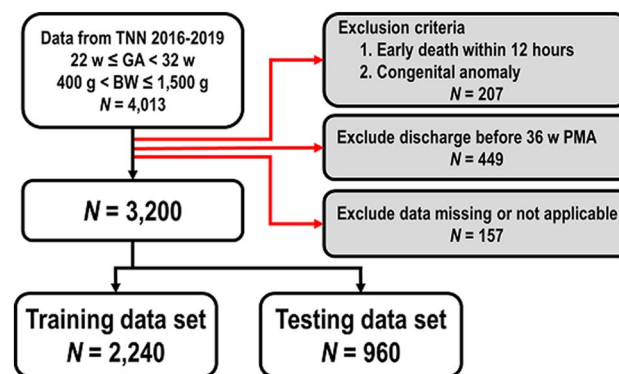 Data from TNN 2016-2019
22 w ≤ GA < 32 w
400 g < BW ≤ 1,500 g
N = 4,013
Exclusion criteria
1. Early death within 12 hours
2. Congenital anomaly
N = 207
Exclude discharge before 36 w PMA
N = 449
N = 3,200
Exclude data missing or not applicable
N = 157
Training data set
N = 2,240
Testing data set
N = 960